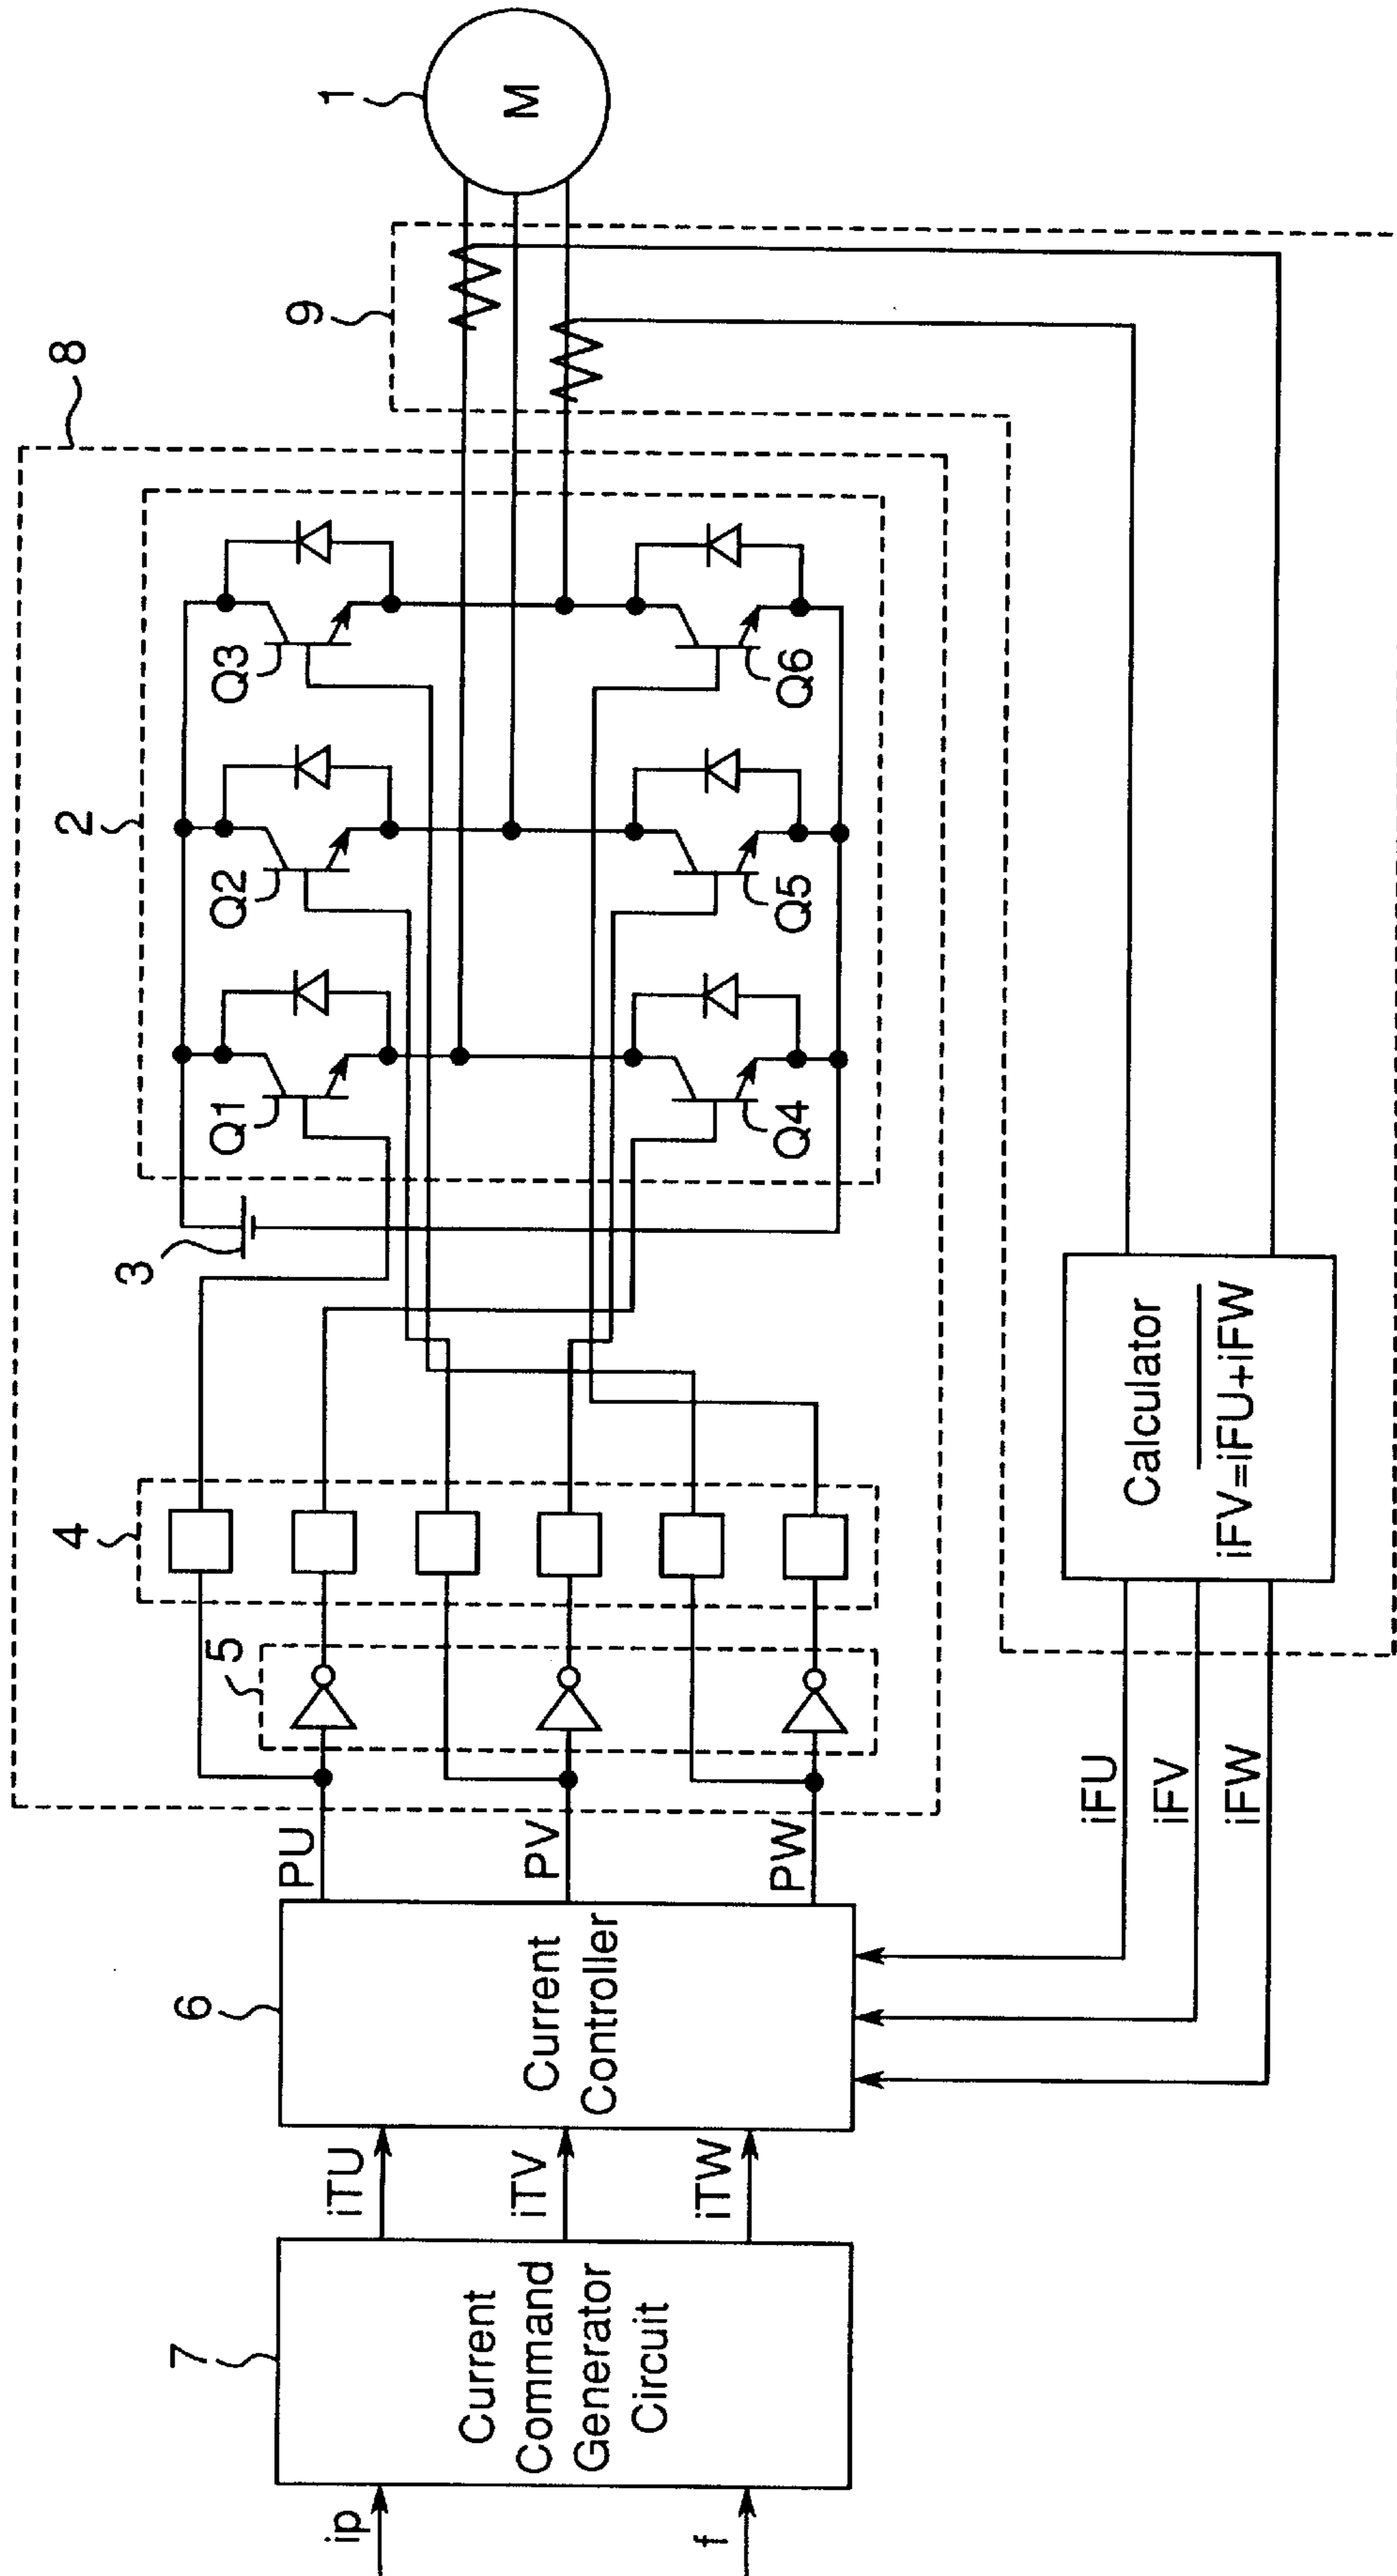 ip
f
7
Current
Command
Generator
Circuit
iTU
iTV
iTW
6
Current
Controller
PU
PV
PW
iFU
iFV
iFW
8
5
4
3
2
Q1
Q2
Q3
Q4
Q5
Q6
9
Calculator
iFV=iFU+iFW
1
M